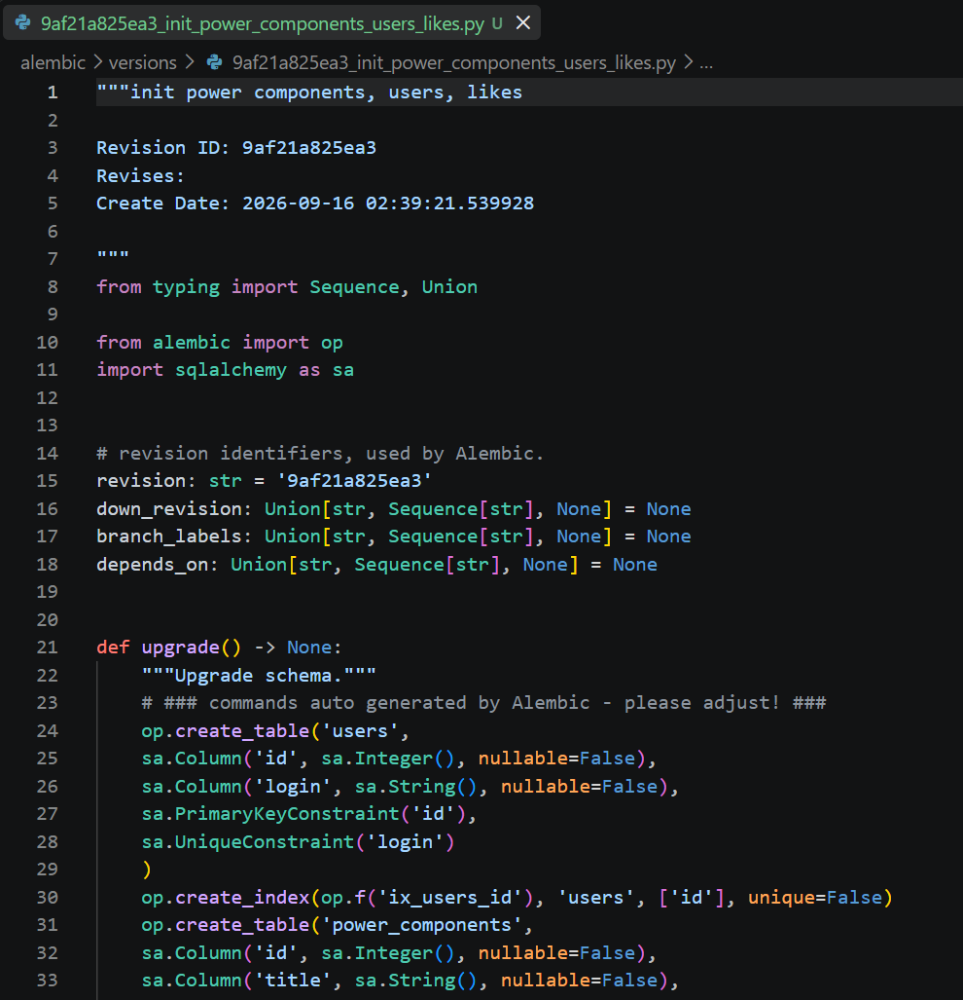 9af21a825ea3_init_power_components_users_likes.py U
alembic > versions > 9af21a825ea3_init_power_components_users_likes.py > ...
1 """init power components, users, likes
2
3 Revision ID: 9af21a825ea3
4 Revises:
5 Create Date: 2026-09-16 02:39:21.539928
6
7 """
8 from typing import Sequence, Union
9
10 from alembic import op
11 import sqlalchemy as sa
12
13
14 # revision identifiers, used by Alembic.
15 revision: str = '9af21a825ea3'
16 down_revision: Union[str, Sequence[str], None] = None
17 branch_labels: Union[str, Sequence[str], None] = None
18 depends_on: Union[str, Sequence[str], None] = None
19
20
21 def upgrade() -> None:
22     """Upgrade schema."""
23     # ### commands auto generated by Alembic - please adjust! ###
24     op.create_table('users',
25     sa.Column('id', sa.Integer(), nullable=False),
26     sa.Column('login', sa.String(), nullable=False),
27     sa.PrimaryKeyConstraint('id'),
28     sa.UniqueConstraint('login')
29     )
30     op.create_index(op.f('ix_users_id'), 'users', ['id'], unique=False)
31     op.create_table('power_components',
32     sa.Column('id', sa.Integer(), nullable=False),
33     sa.Column('title', sa.String(), nullable=False),